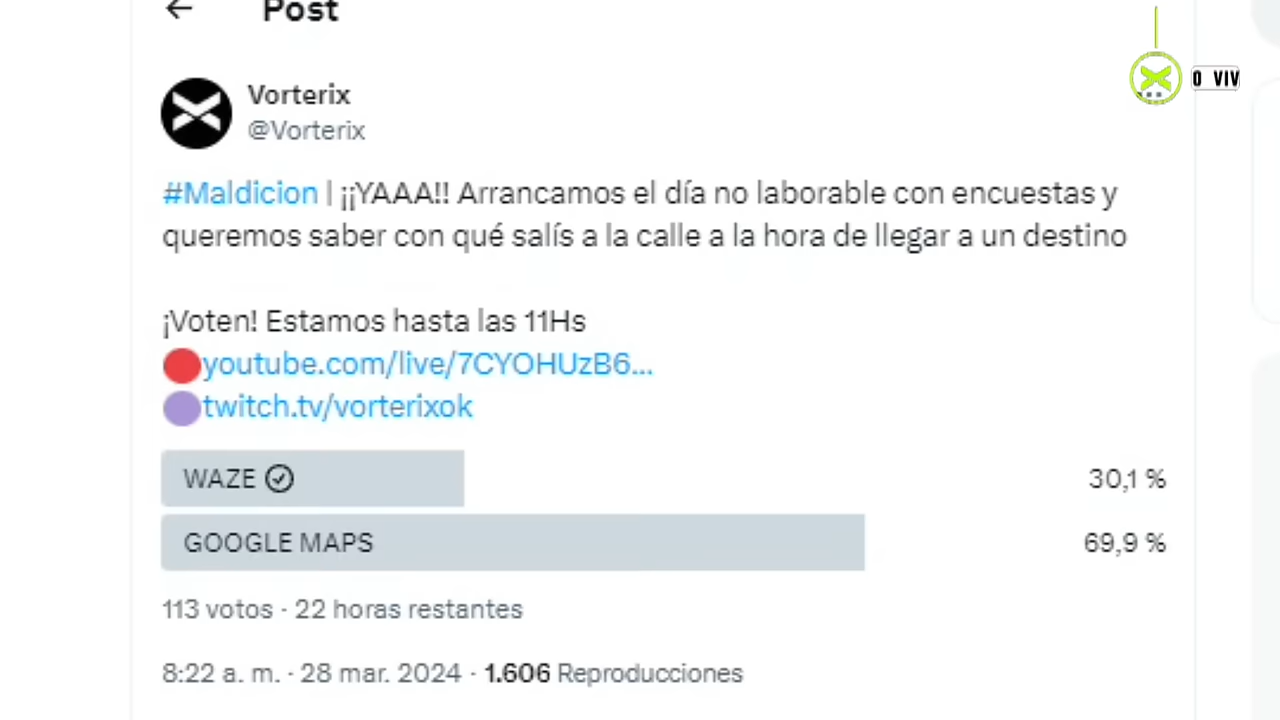 Post
O VIV
Vorterix
@Vorterix
#Maldicion | ¡¡YAAA!! Arrancamos el día no laborable con encuestas y
queremos saber con qué salís a la calle a la hora de llegar a un destino
¡Voten! Estamos hasta las 11Hs
youtube.com/live/7CYOHUzB6...
twitch.tv/vorterixok
WAZE 30,1 %
GOOGLE MAPS 69,9 %
113 votos · 22 horas restantes
8:22 a. m. · 28 mar. 2024 · 1.606 Reproducciones